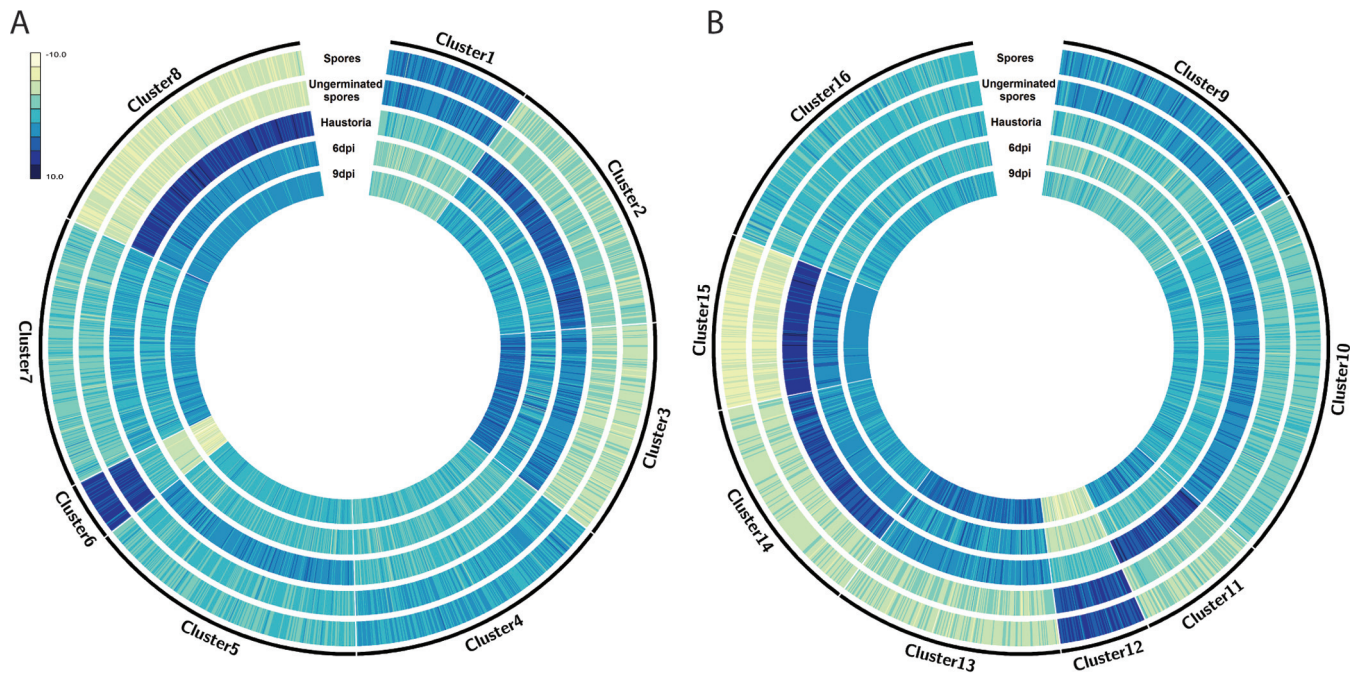 A
-10.0
10.0
Spores
Ungerminated
spores
Haustoria
6dpi
9dpi
Cluster1
Cluster2
Cluster3
Cluster4
Cluster5
Cluster6
Cluster7
Cluster8
B
Spores
Ungerminated
spores
Haustoria
6dpi
9dpi
Cluster9
Cluster10
Cluster11
Cluster12
Cluster13
Cluster14
Cluster15
Cluster16